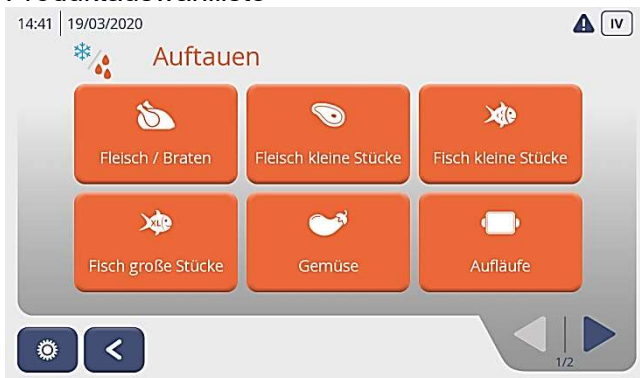 14:41 19/03/2020 IV
Auftauen
Fleisch / Braten Fleisch kleine Stücke Fisch kleine Stücke
XL
Fisch große Stücke Gemüse Aufläufe
1/2